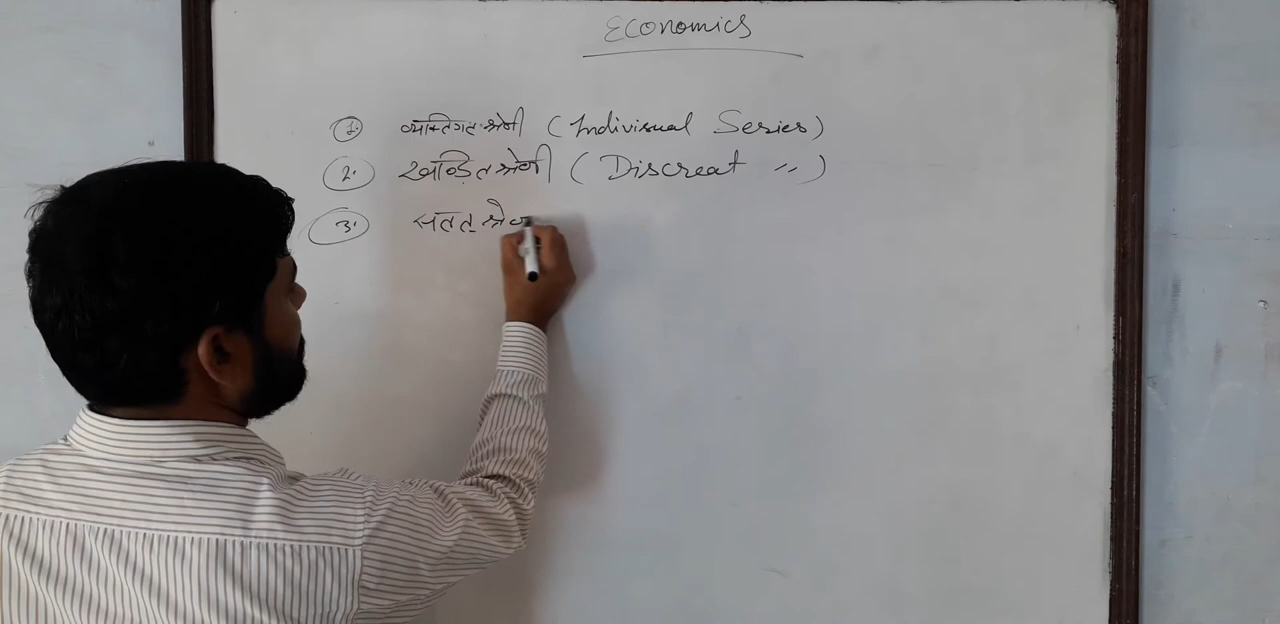 Economics
1. व्यक्तिगत श्रेणी (Indivisual Series)
2. खण्डित श्रेणी (Discreat 〃)
3. सतत् श्रे